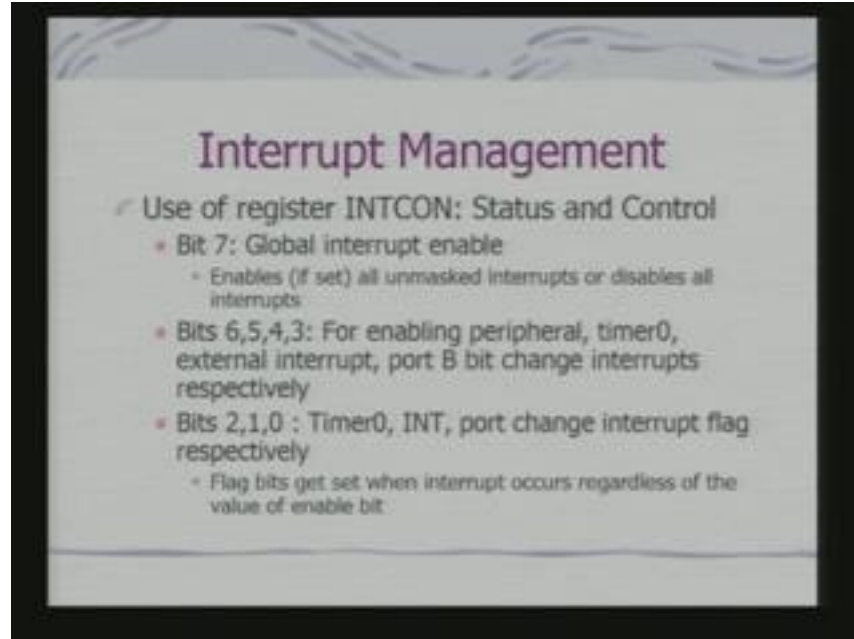 Interrupt Management
Use of register INTCON: Status and Control
Bit 7: Global interrupt enable
Enables (if set) all unmasked interrupts or disables all
interrupts
Bits 6,5,4,3: For enabling peripheral, timer0,
external interrupt, port B bit change interrupts
respectively
Bits 2,1,0 : Timer0, INT, port change interrupt flag
respectively
Flag bits get set when interrupt occurs regardless of the
value of enable bit